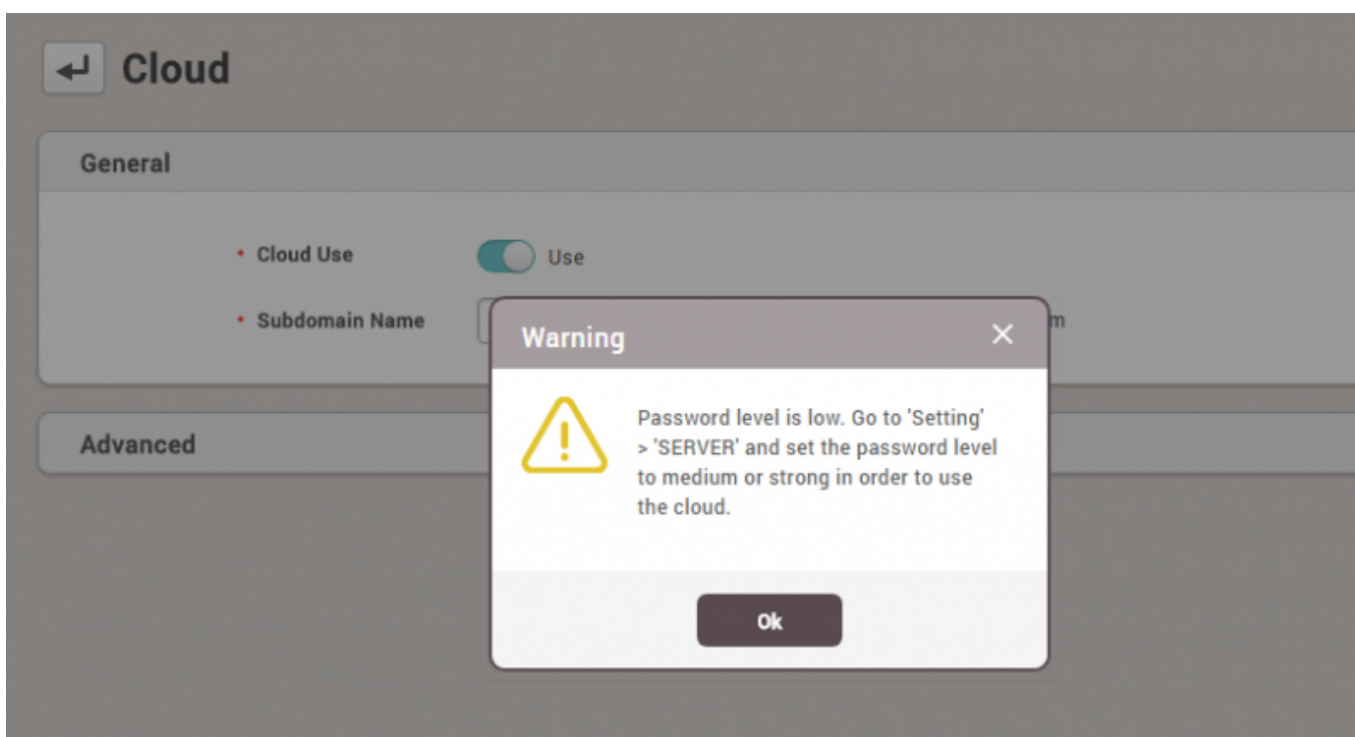 Cloud
General
• Cloud Use Use
• Subdomain Name m
Warning
Password level is low. Go to 'Setting'
> 'SERVER' and set the password level
to medium or strong in order to use
the cloud.
Ok
Advanced